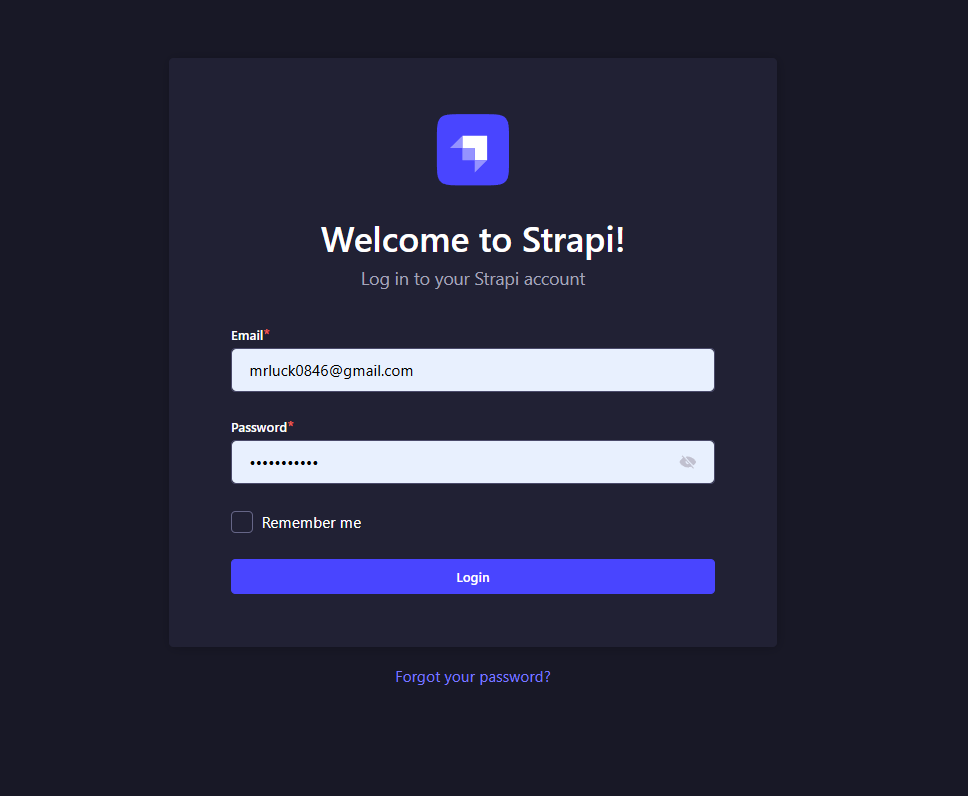 Welcome to Strapi!
Log in to your Strapi account
Email*
mrluck0846@gmail.com
Password*
•••••••••••
Remember me
Login
Forgot your password?